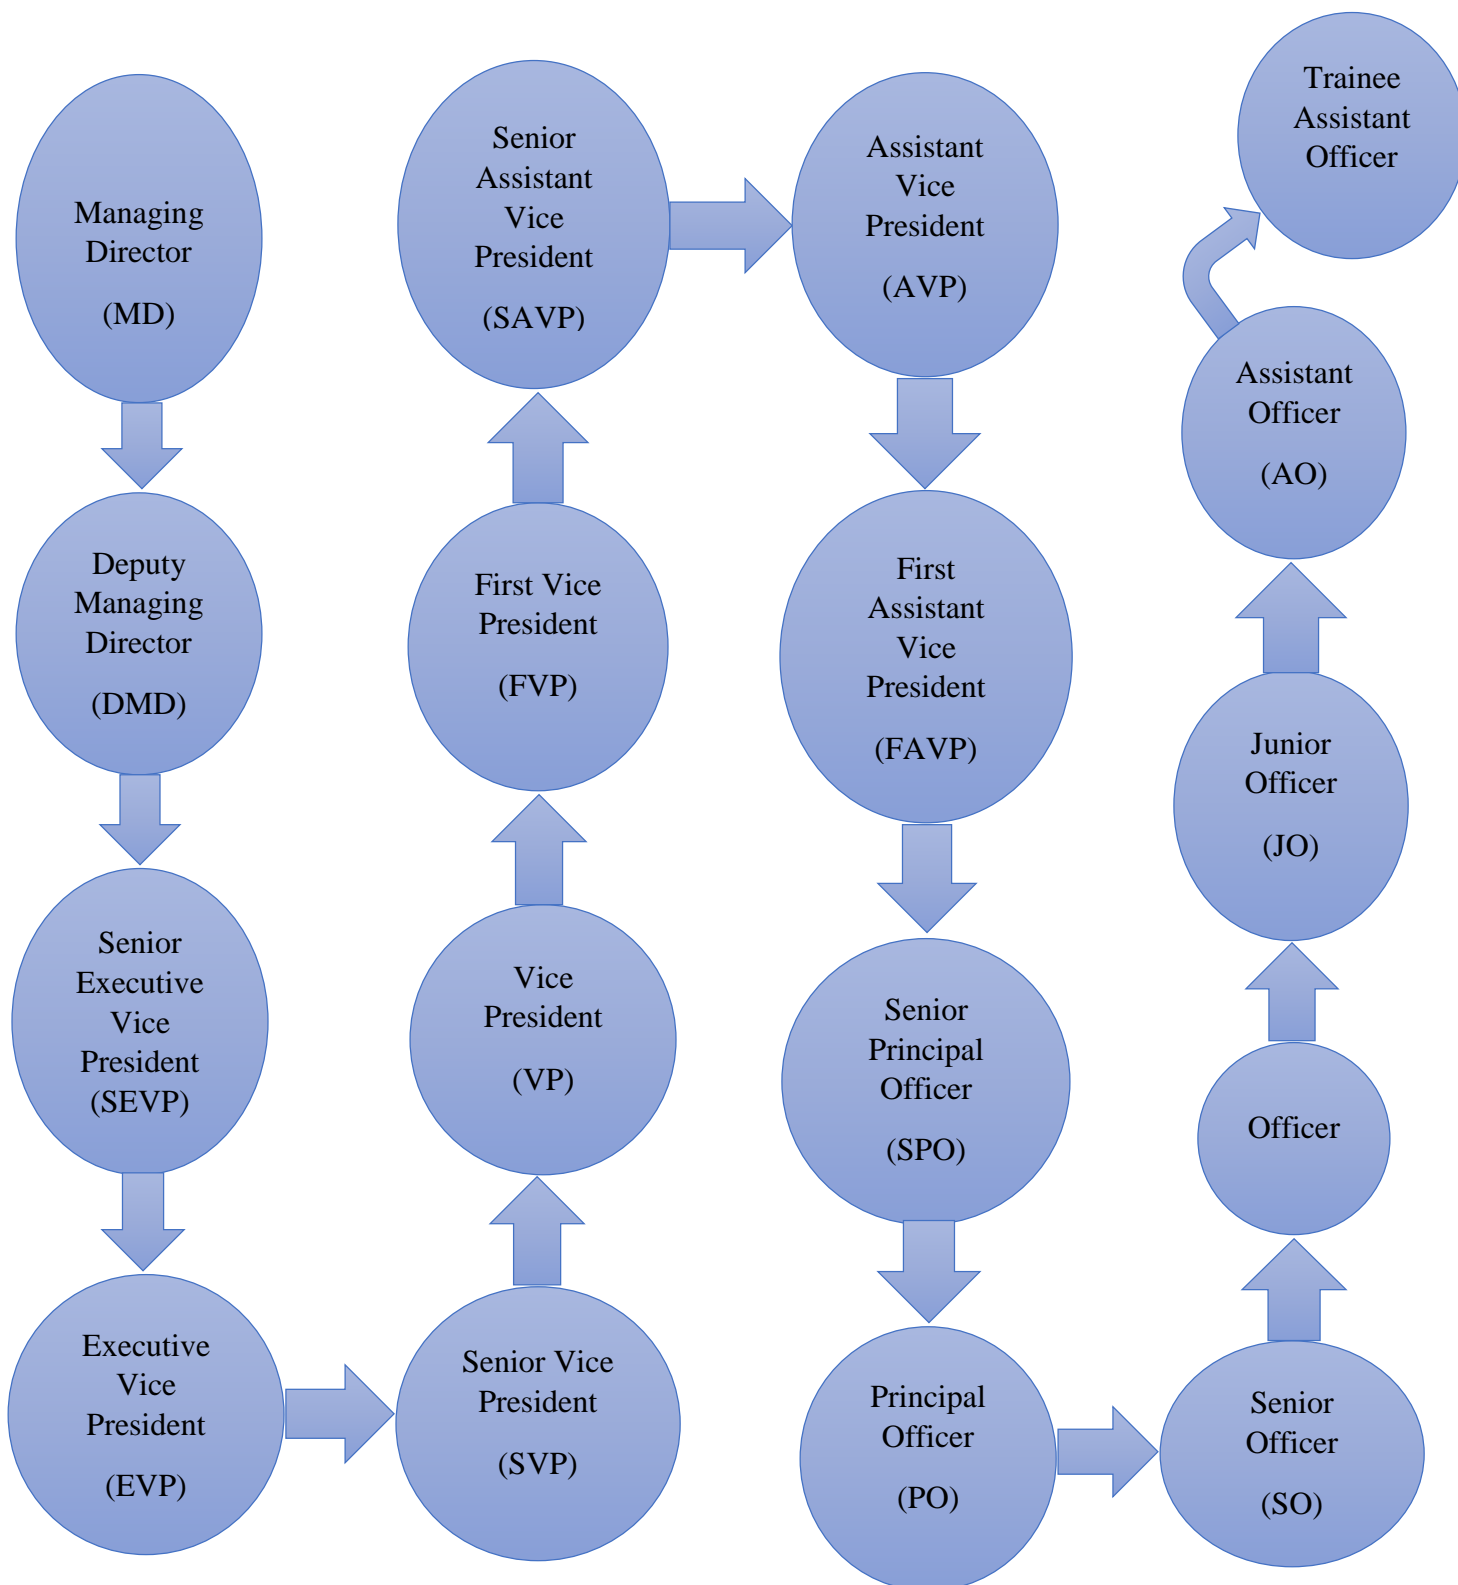 Managing
Director
(MD)
Deputy
Managing
Director
(DMD)
Senior
Executive
Vice
President
(SEVP)
Executive
Vice
President
(EVP)
Senior Vice
President
(SVP)
Vice
President
(VP)
First Vice
President
(FVP)
Senior
Assistant
Vice
President
(SAVP)
Assistant
Vice
President
(AVP)
First
Assistant
Vice
President
(FAVP)
Senior
Principal
Officer
(SPO)
Principal
Officer
(PO)
Senior
Officer
(SO)
Officer
Junior
Officer
(JO)
Assistant
Officer
(AO)
Trainee
Assistant
Officer